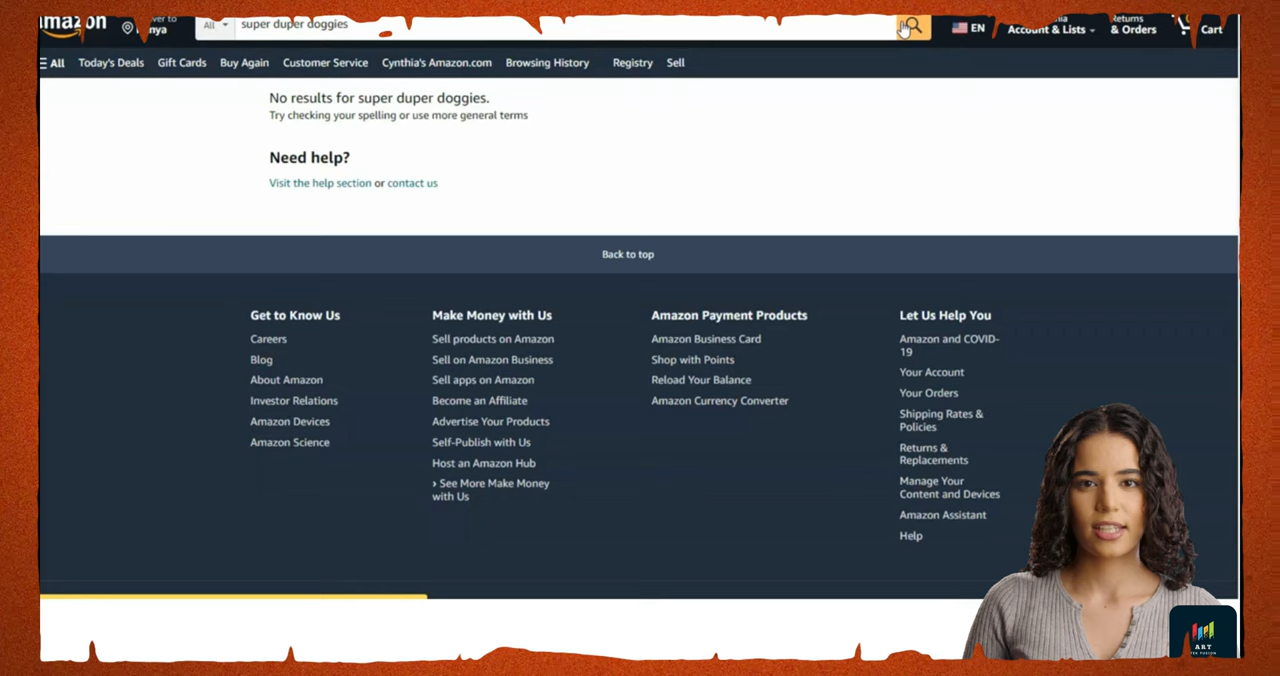 All super duper doggies EN Account & Lists Returns & Orders Cart
All Today's Deals Gift Cards Buy Again Customer Service Cynthia's Amazon.com Browsing History Registry Sell
No results for super duper doggies.
Try checking your spelling or use more general terms
Need help?
Visit the help section or contact us
Back to top
Get to Know Us
Careers
Blog
About Amazon
Investor Relations
Amazon Devices
Amazon Science
Make Money with Us
Sell products on Amazon
Sell on Amazon Business
Sell apps on Amazon
Become an Affiliate
Advertise Your Products
Self-Publish with Us
Host an Amazon Hub
› See More Make Money
with Us
Amazon Payment Products
Amazon Business Card
Shop with Points
Reload Your Balance
Amazon Currency Converter
Let Us Help You
Amazon and COVID-
19
Your Account
Your Orders
Shipping Rates &
Policies
Returns &
Replacements
Manage Your
Content and Devices
Amazon Assistant
Help
ART